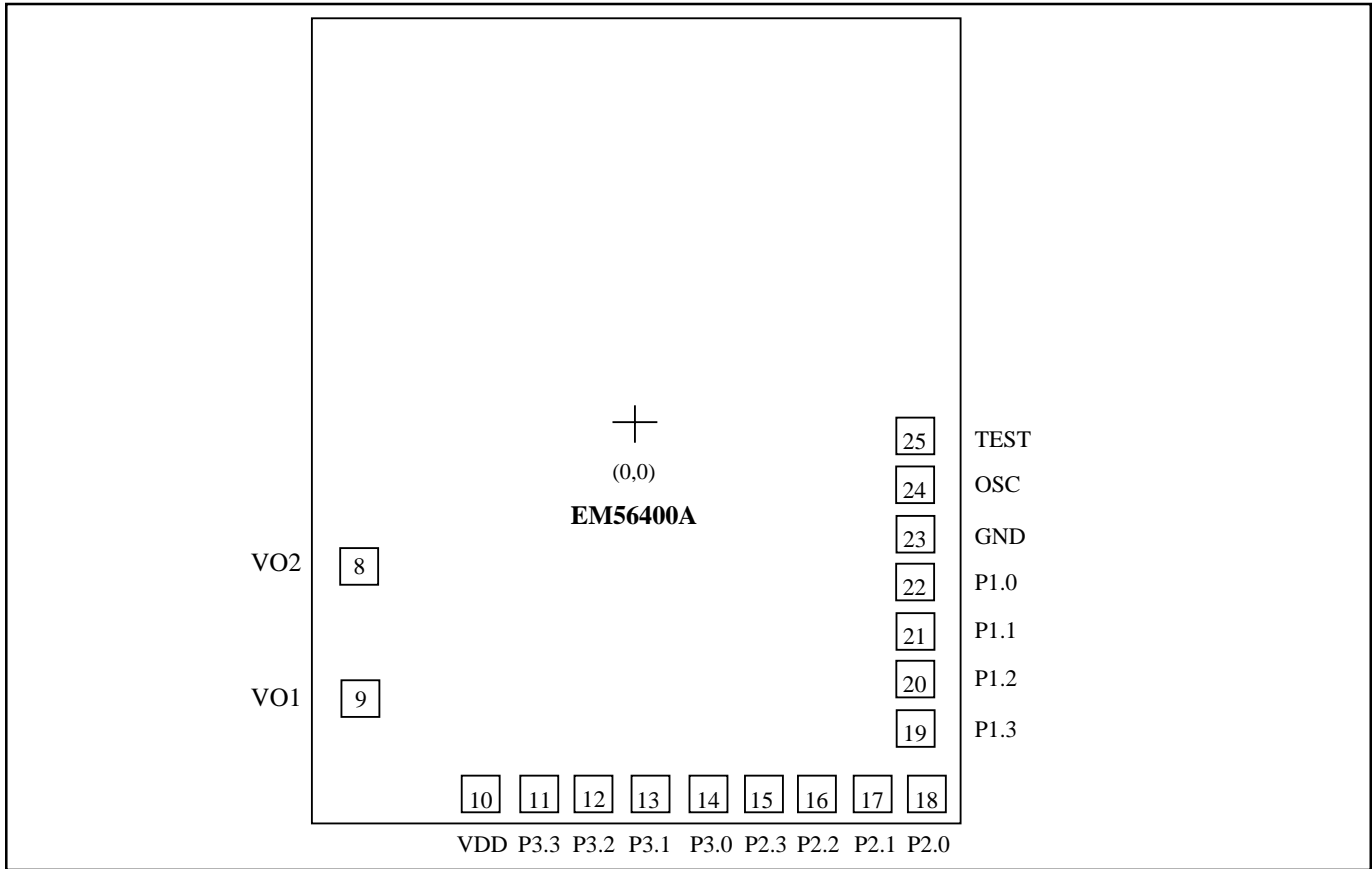 25 TEST
(0,0)
24 OSC
EM56400A
23 GND
VO2 8
22 P1.0
21 P1.1
20 P1.2
VO1 9
19 P1.3
10 11 12 13 14 15 16 17 18
VDD P3.3 P3.2 P3.1 P3.0 P2.3 P2.2 P2.1 P2.0